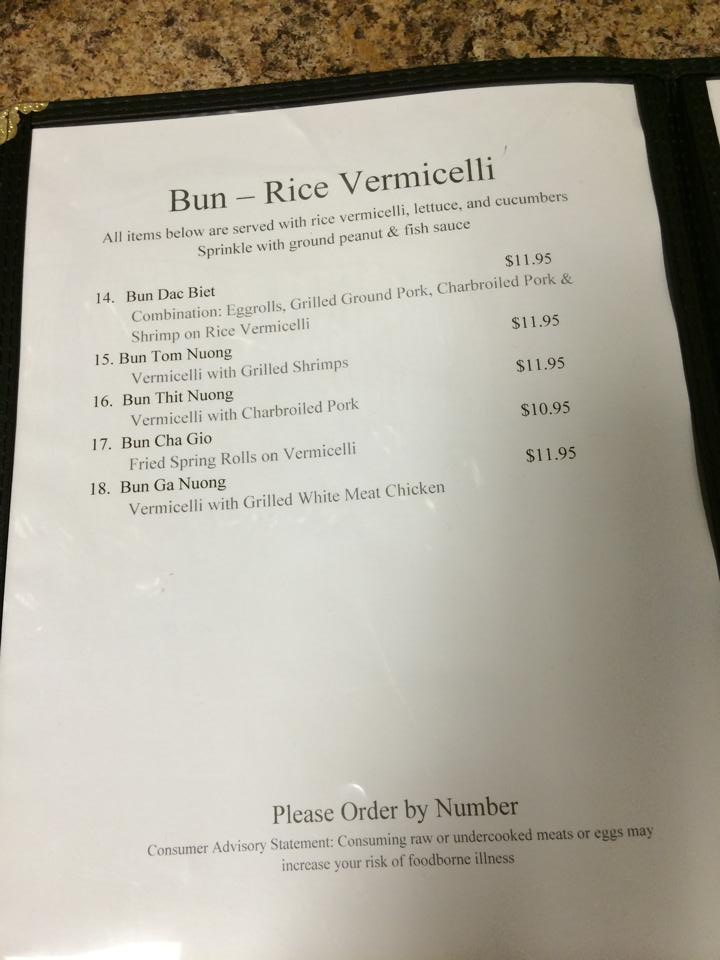 Bun – Rice Vermicelli
All items below are served with rice vermicelli, lettuce, and cucumbers
Sprinkle with ground peanut & fish sauce
14. Bun Dac Biet $11.95
Combination: Eggrolls, Grilled Ground Pork, Charbroiled Pork &
Shrimp on Rice Vermicelli
15. Bun Tom Nuong $11.95
Vermicelli with Grilled Shrimps
16. Bun Thit Nuong $11.95
Vermicelli with Charbroiled Pork
17. Bun Cha Gio $10.95
Fried Spring Rolls on Vermicelli
18. Bun Ga Nuong $11.95
Vermicelli with Grilled White Meat Chicken
Please Order by Number
Consumer Advisory Statement: Consuming raw or undercooked meats or eggs may
increase your risk of foodborne illness